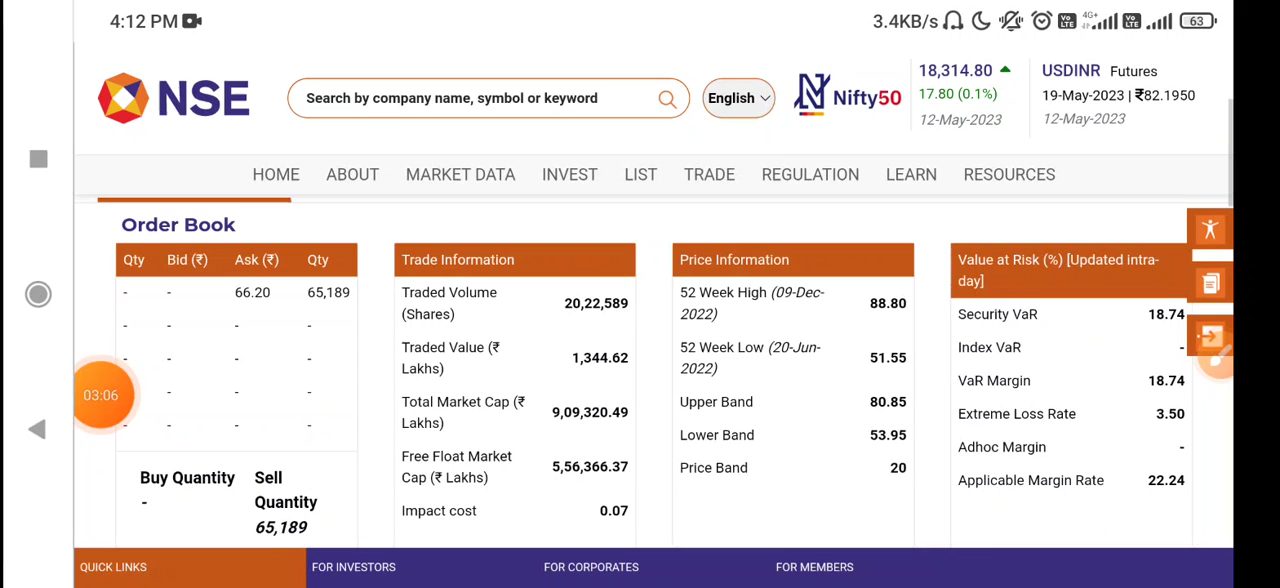 4:12 PM
3.4KB/s
4G+
Vo LTE
Vo LTE
63
NSE
Search by company name, symbol or keyword
English
Nifty50
18,314.80
17.80 (0.1%)
12-May-2023
USDINR Futures
19-May-2023 | ₹82.1950
12-May-2023
HOME ABOUT MARKET DATA INVEST LIST TRADE REGULATION LEARN RESOURCES
Order Book
Qty Bid (₹) Ask (₹) Qty
- - 66.20 65,189
- - - -
- - - -
- - - -
- - - -
Buy Quantity
-
Sell
Quantity
65,189
03:06
Trade Information
Traded Volume
(Shares) 20,22,589
Traded Value (₹
Lakhs) 1,344.62
Total Market Cap (₹
Lakhs) 9,09,320.49
Free Float Market
Cap (₹ Lakhs) 5,56,366.37
Impact cost 0.07
Price Information
52 Week High (09-Dec-
2022) 88.80
52 Week Low (20-Jun-
2022) 51.55
Upper Band 80.85
Lower Band 53.95
Price Band 20
Value at Risk (%) [Updated intra-
day]
Security VaR 18.74
Index VaR -
VaR Margin 18.74
Extreme Loss Rate 3.50
Adhoc Margin -
Applicable Margin Rate 22.24
QUICK LINKS FOR INVESTORS FOR CORPORATES FOR MEMBERS